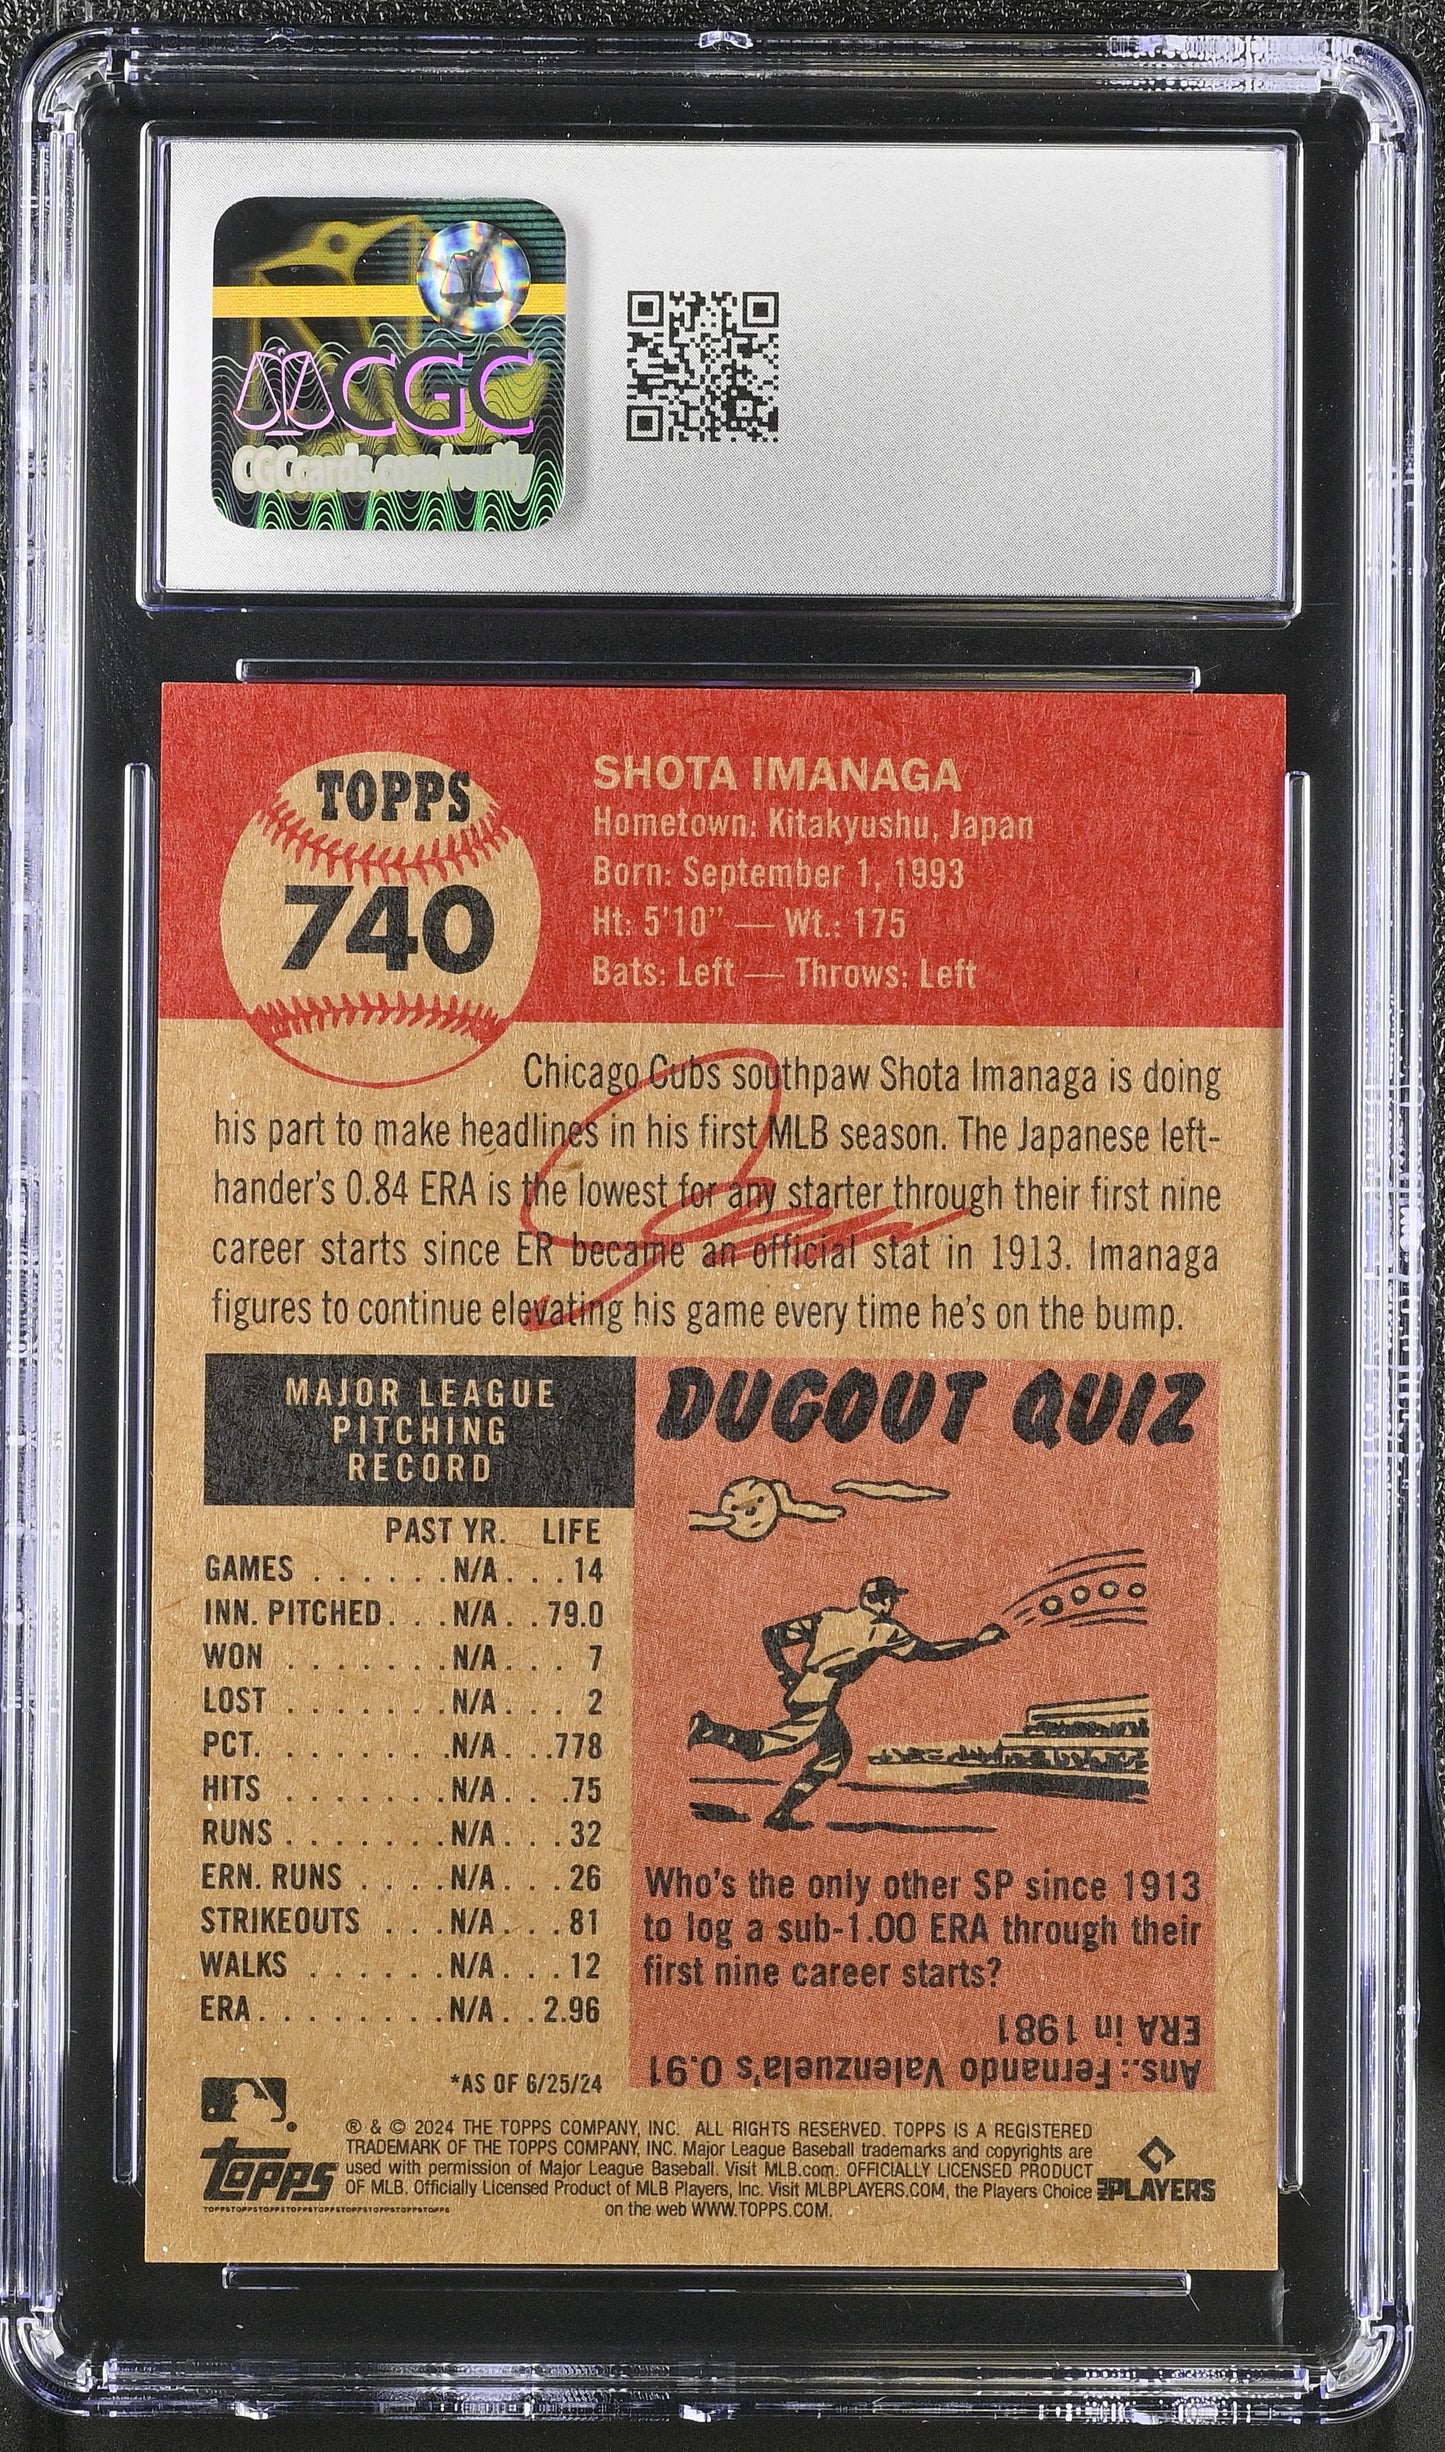 CGC
CGCcards.com/verify
TOPPS
740
SHOTA IMANAGA
Hometown: Kitakyushu, Japan
Born: September 1, 1993
Ht: 5'10" — Wt.: 175
Bats: Left — Throws: Left
Chicago Cubs southpaw Shota Imanaga is doing
his part to make headlines in his first MLB season. The Japanese left-
hander's 0.84 ERA is the lowest for any starter through their first nine
career starts since ER became an official stat in 1913. Imanaga
figures to continue elevating his game every time he's on the bump.
MAJOR LEAGUE
PITCHING
RECORD
PAST YR. LIFE
GAMES . . . . . . N/A . . . 14
INN. PITCHED . . . N/A . . 79.0
WON . . . . . . . N/A . . . 7
LOST . . . . . . . N/A . . . 2
PCT. . . . . . . . N/A . . .778
HITS . . . . . . . N/A . . . 75
RUNS . . . . . . . N/A . . . 32
ERN. RUNS . . . . N/A . . . 26
STRIKEOUTS . . . N/A . . . 81
WALKS . . . . . . N/A . . . 12
ERA . . . . . . . . N/A . . 2.96
*AS OF 6/25/24
DUGOUT QUIZ
Who's the only other SP since 1913
to log a sub-1.00 ERA through their
first nine career starts?
Ans.: Fernando Valenzuela's 0.91
ERA in 1981
topps
TOPPSTOPPSTOPPSTOPPSTOPPSTOPPSTOPPSTOPPS
® & © 2024 THE TOPPS COMPANY, INC. ALL RIGHTS RESERVED. TOPPS IS A REGISTERED
TRADEMARK OF THE TOPPS COMPANY, INC. Major League Baseball trademarks and copyrights are
used with permission of Major League Baseball. Visit MLB.com. OFFICIALLY LICENSED PRODUCT
OF MLB. Officially Licensed Product of MLB Players, Inc. Visit MLBPLAYERS.COM, the Players Choice
on the web WWW.TOPPS.COM.
MLBPLAYERS